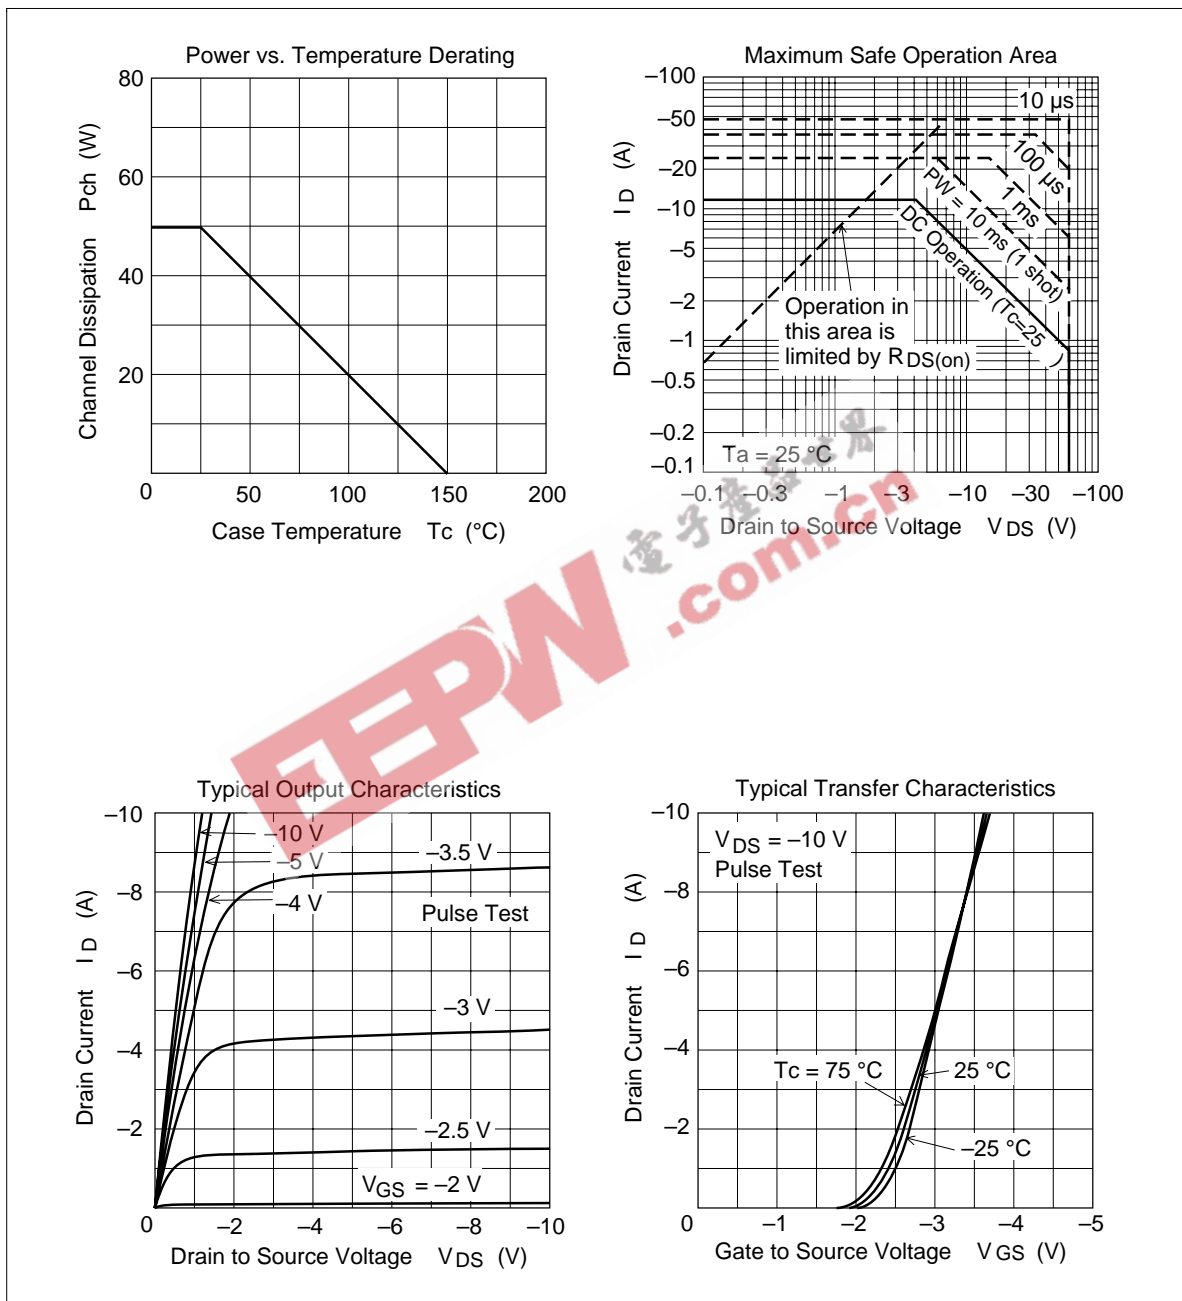 Power vs. Temperature Derating
80
60
40
20
0
50
100
150
200
Channel Dissipation Pch (W)
Case Temperature Tc (°C)
Maximum Safe Operation Area
–100
–50
–20
–10
–5
–2
–1
–0.5
–0.2
–0.1
–0.1
–0.3
–1
–3
–10
–30
–100
Drain Current I D (A)
Drain to Source Voltage V DS (V)
10 µs
100 µs
1 ms
PW = 10 ms (1 shot)
DC Operation (Tc=25
)
Operation in
this area is
limited by R DS(on)
Ta = 25 °C
電子産品世界
EEPW
.com.cn
Typical Output Characteristics
–10
–8
–6
–4
–2
0
–2
–4
–6
–8
–10
Drain Current I D (A)
Drain to Source Voltage V DS (V)
–10 V
–5 V
–4 V
–3.5 V
Pulse Test
–3 V
–2.5 V
VGS = –2 V
Typical Transfer Characteristics
–10
–8
–6
–4
–2
0
–1
–2
–3
–4
–5
Drain Current I D (A)
Gate to Source Voltage V GS (V)
V DS = –10 V
Pulse Test
Tc = 75 °C
25 °C
–25 °C